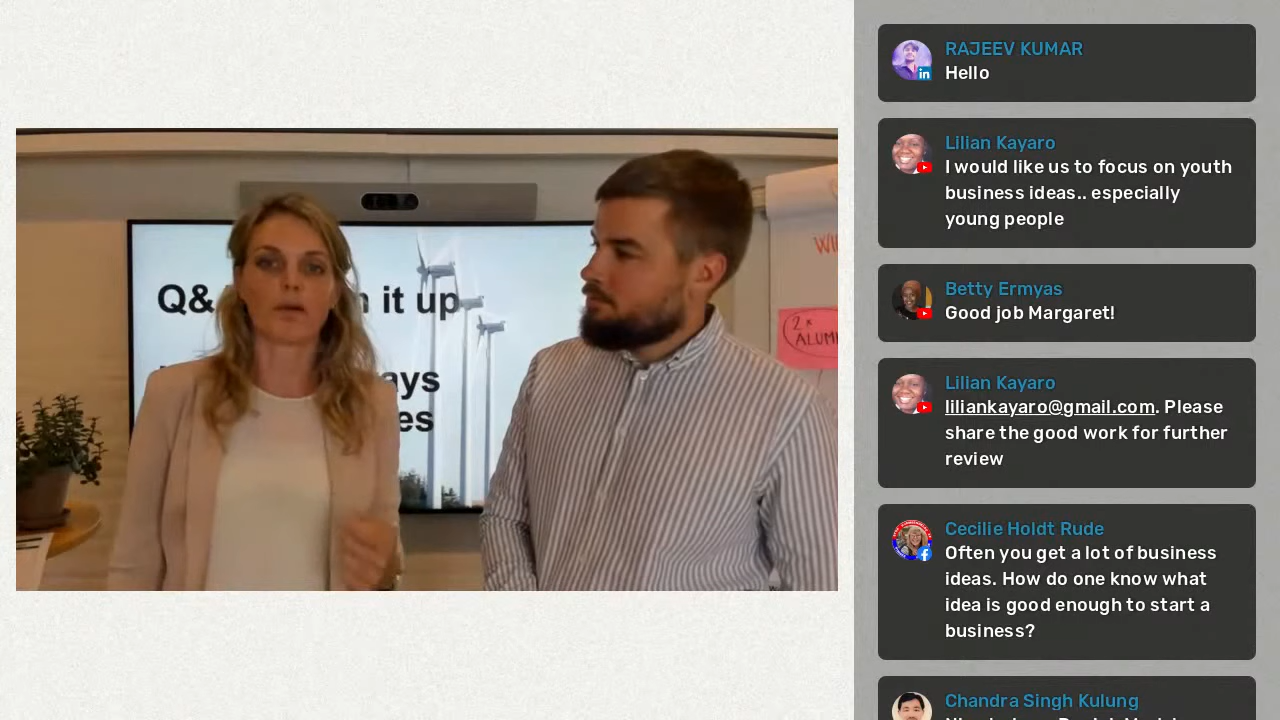 RAJEEV KUMAR
Hello
Lilian Kayaro
I would like us to focus on youth
business ideas.. especially
young people
Betty Ermyas
Good job Margaret!
Lilian Kayaro
liliankayaro@gmail.com. Please
share the good work for further
review
Cecilie Holdt Rude
Often you get a lot of business
ideas. How do one know what
idea is good enough to start a
business?
Chandra Singh Kulung
Q& it up
2x